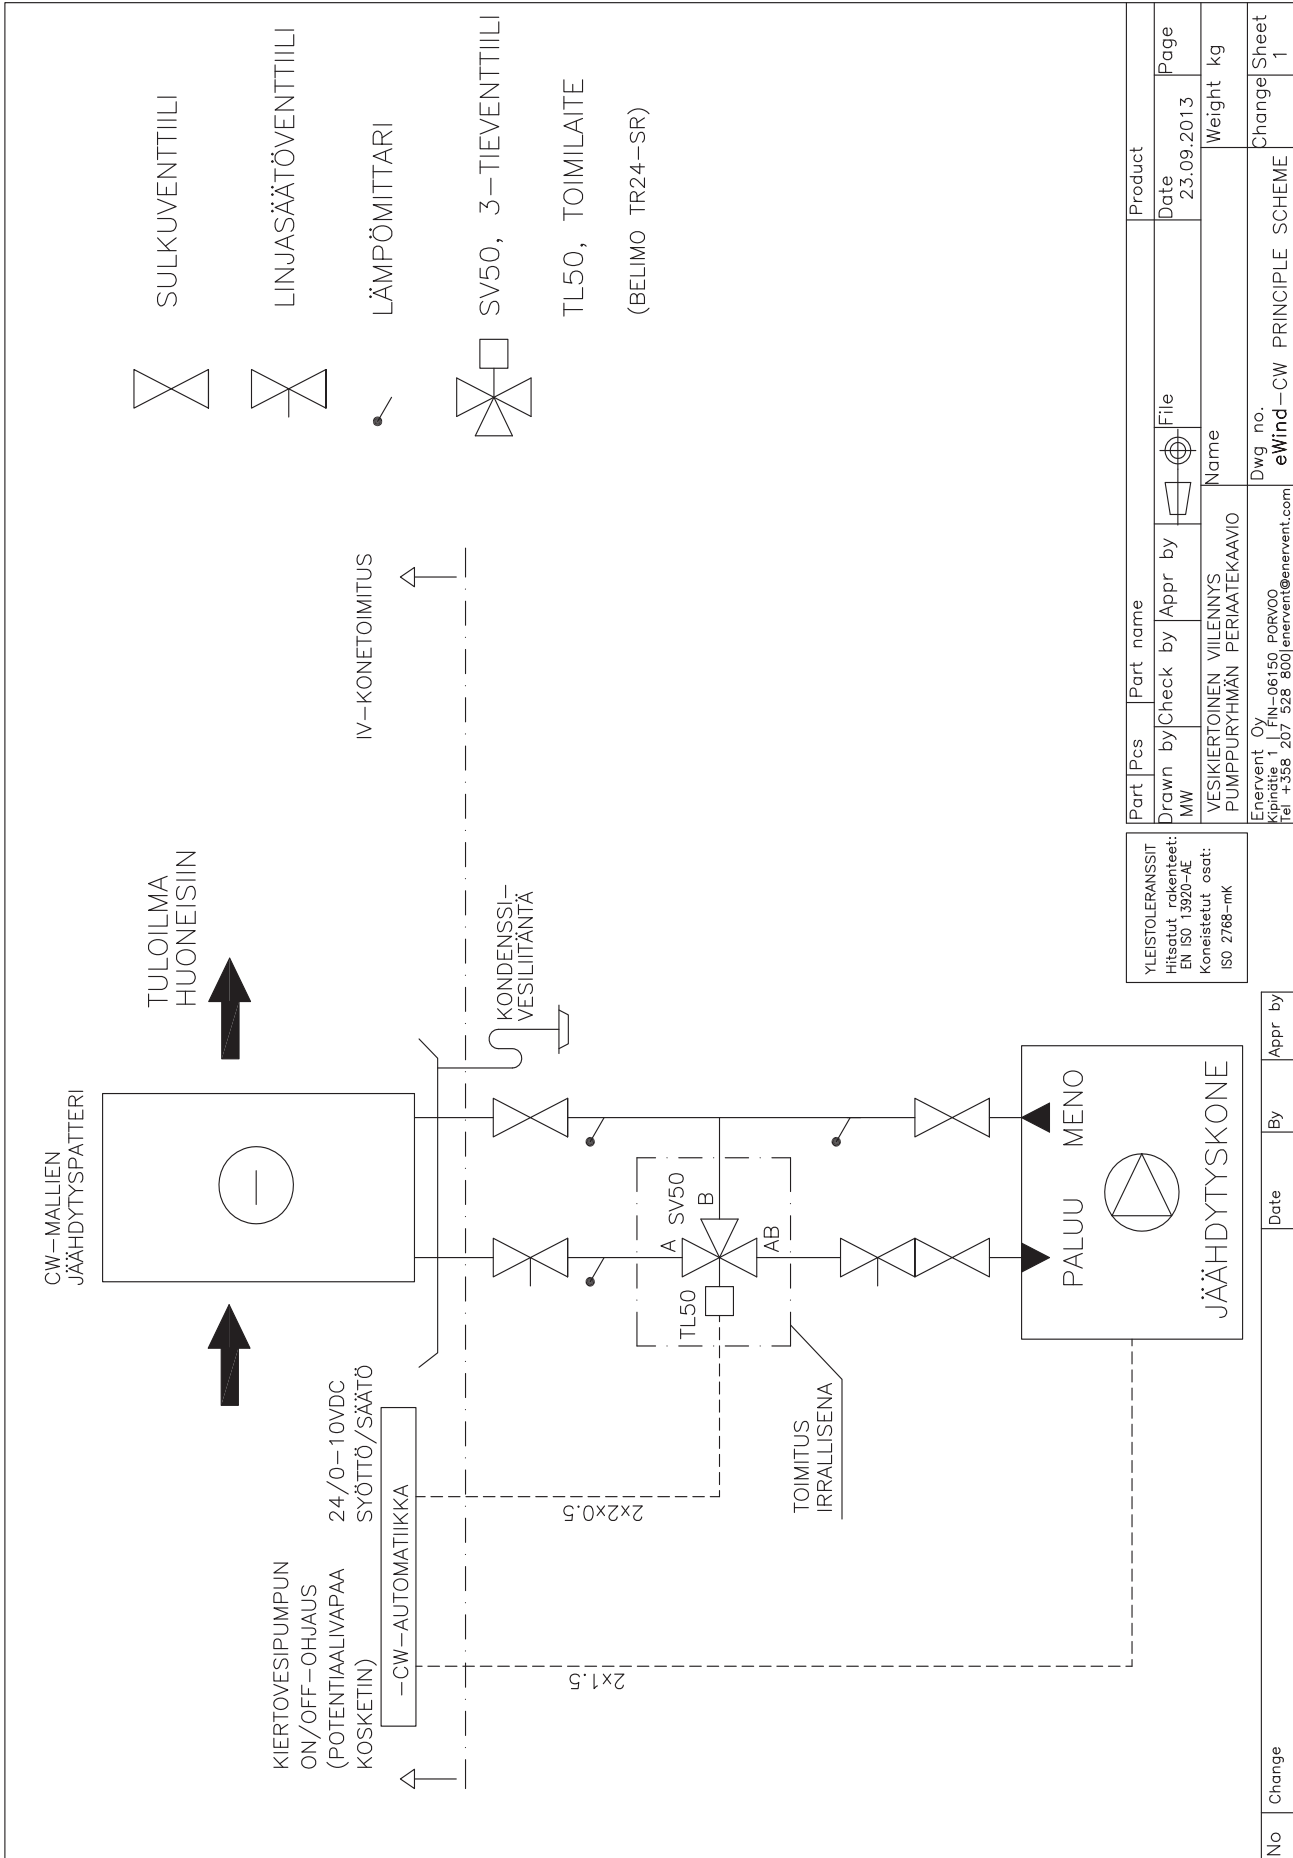 CW-MALLIEN
JÄÄHDYTYSPATTERI
TULOILMA
HUONEISIIN
KIERTOVESIPUMPUN
ON/OFF-OHJAUS
(POTENTIAALIVAPAA
KOSKETIN)
24/0-10VDC
SYÖTTÖ/SÄÄTÖ
-CW-AUTOMATIIKKA
IV-KONETOIMITUS
KONDENSSI-
VESILIITÄNTÄ
2x1.5
2x2x0.5
TL50
A
SV50
B
AB
TOIMITUS
IRRALLISENA
PALUU
MENO
JÄÄHDYTYSKONE
SULKUVENTTIILI
LINJASÄÄTÖVENTTIILI
LÄMPÖMITTARI
SV50, 3-TIEVENTTIILI
TL50, TOIMILAITE
(BELIMO TR24-SR)
YLEISTOLERANSSIT
Hitsatut rakenteet:
EN ISO 13920-AE
Koneistetut osat:
ISO 2768-mK
Part
Pcs
Part name
Product
Drawn by
MW
Check by
Appr by
File
Date
23.09.2013
Page
VESIKIERTOINEN VIILENNYS
PUMPPURYHMÄN PERIAATEKAAVIO
Name
Weight kg
Enervent Oy
Kipinätie 1 | FIN-06150 PORVOO
Tel +358 207 528 800|enervent@enervent.com
Dwg no.
eWind-CW PRINCIPLE SCHEME
Change
Sheet
1
No
Change
Date
By
Appr by